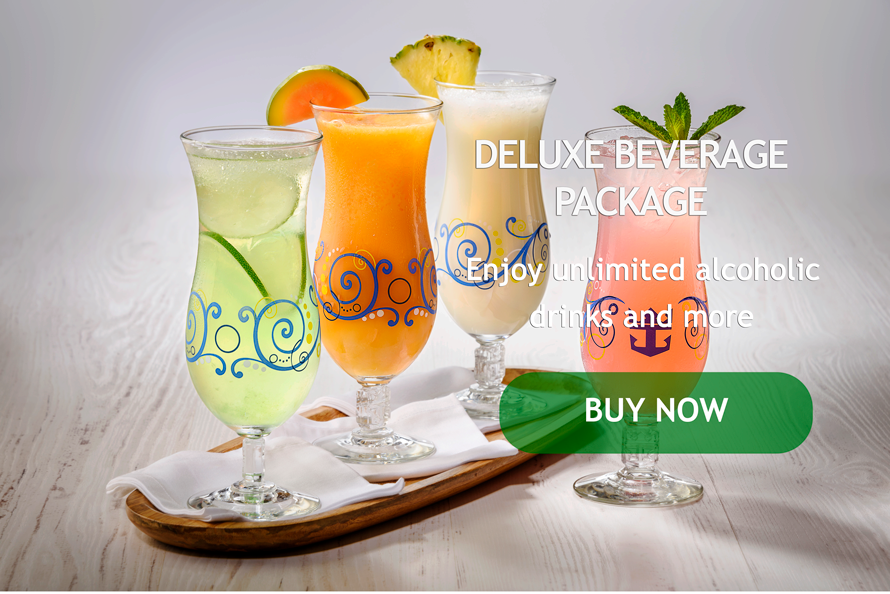 DELUXE BEVERAGE
PACKAGE
Enjoy unlimited alcoholic
drinks and more
BUY NOW